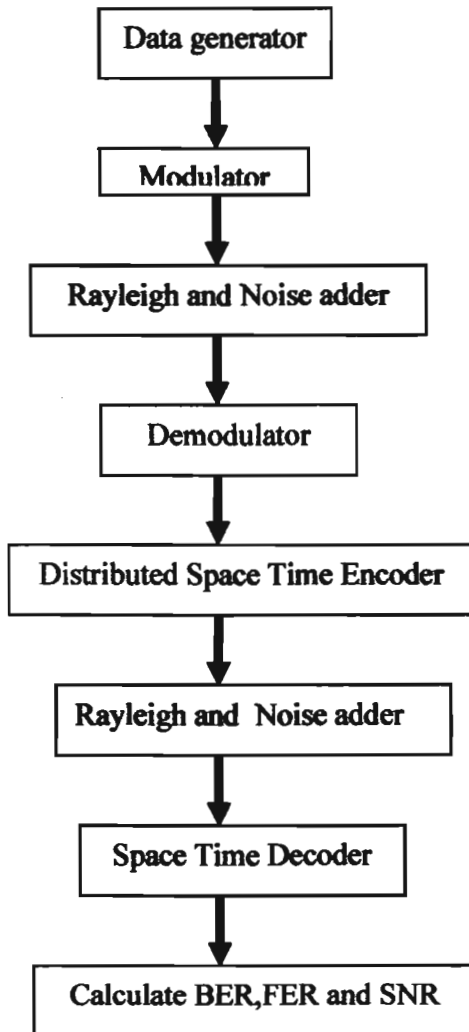 Data generator
Modulator
Rayleigh and Noise adder
Demodulator
Distributed Space Time Encoder
Rayleigh and Noise adder
Space Time Decoder
Calculate BER,FER and SNR